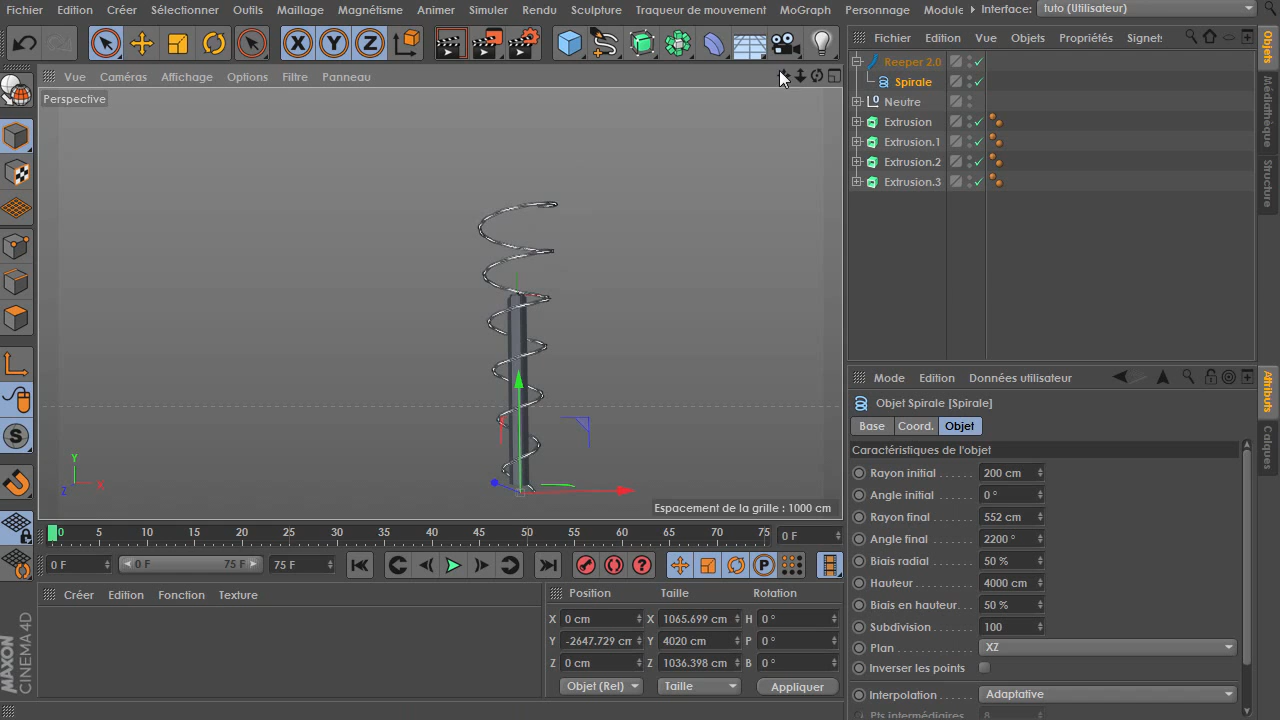 Fichier Edition Créer Sélectionner Outils Maillage Magnétisme Animer Simuler Rendu Sculpture Traqueur de mouvement MoGraph Personnage Module Interface: tuto (Utilisateur)
X Y Z
Vue Caméras Affichage Options Filtre Panneau
Perspective
Y
Z X
Espacement de la grille : 1000 cm
0 5 10 15 20 25 30 35 40 45 50 55 60 65 70 75 0 F
0 F 0 F 75 F 75 F
P
S
Créer Edition Fonction Texture
MAXON
CINEMA 4D
Position Taille Rotation
X 0 cm X 1065.699 cm H 0 °
Y -2647.729 cm Y 4020 cm P 0 °
Z 0 cm Z 1036.398 cm B 0 °
Objet (Rel) Taille Appliquer
Fichier Edition Vue Objets Propriétés Signet
Reeper 2.0
Spirale
Neutre
Extrusion
Extrusion.1
Extrusion.2
Extrusion.3
Objets
Médiathèque
Structure
Mode Edition Données utilisateur
Objet Spirale [Spirale]
Base Coord. Objet
Caractéristiques de l'objet
Rayon initial 200 cm
Angle initial 0 °
Rayon final 552 cm
Angle final 2200 °
Biais radial 50 %
Hauteur 4000 cm
Biais en hauteur 50 %
Subdivision 100
Plan XZ
Inverser les points
Interpolation Adaptative
Pts intermédiaires 8
Attributs
Calques